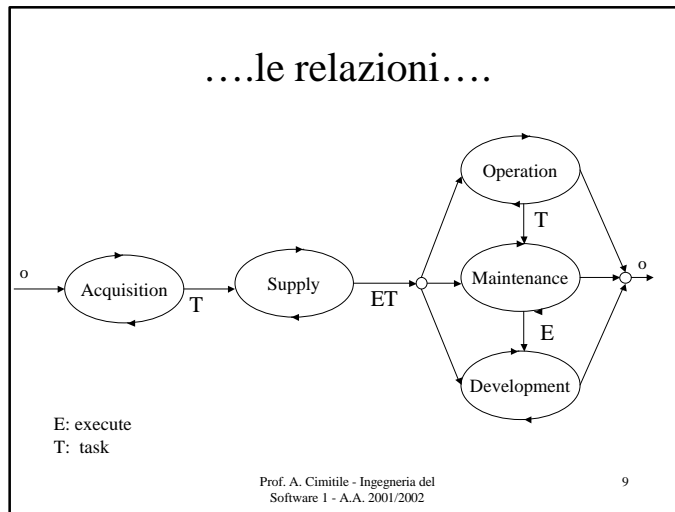 ….le relazioni….
Operation
T
o
Acquisition
T
Supply
ET
Maintenance
o
E
Development
E: execute
T: task
Prof. A. Cimitile - Ingegneria del
Software 1 - A.A. 2001/2002
9